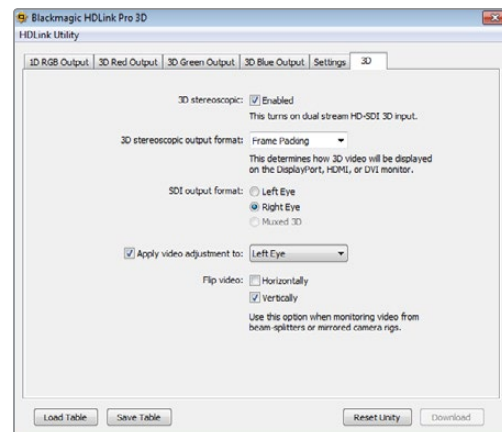 Blackmagic HDLink Pro 3D
HDLink Utility
1D RGB Output 3D Red Output 3D Green Output 3D Blue Output Settings 3D
3D stereoscopic: Enabled
This turns on dual stream HD-SDI 3D input.
3D stereoscopic output format: Frame Packing
This determines how 3D video will be displayed
on the DisplayPort, HDMI, or DVI monitor.
SDI output format: Left Eye
Right Eye
Muxed 3D
Apply video adjustment to: Left Eye
Flip video: Horizontally
Vertically
Use this option when monitoring video from
beam-splitters or mirrored camera rigs.
Load Table Save Table Reset Unity Download